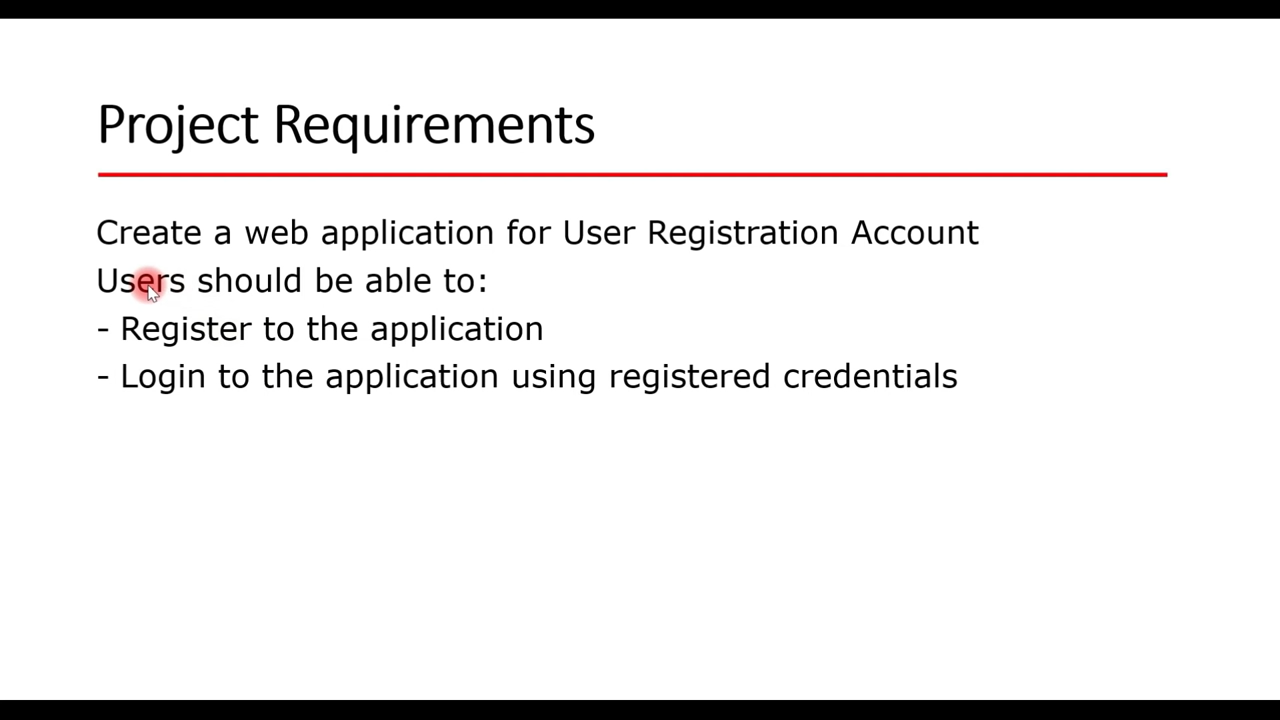 Project Requirements
Create a web application for User Registration Account
Users should be able to:
- Register to the application
- Login to the application using registered credentials